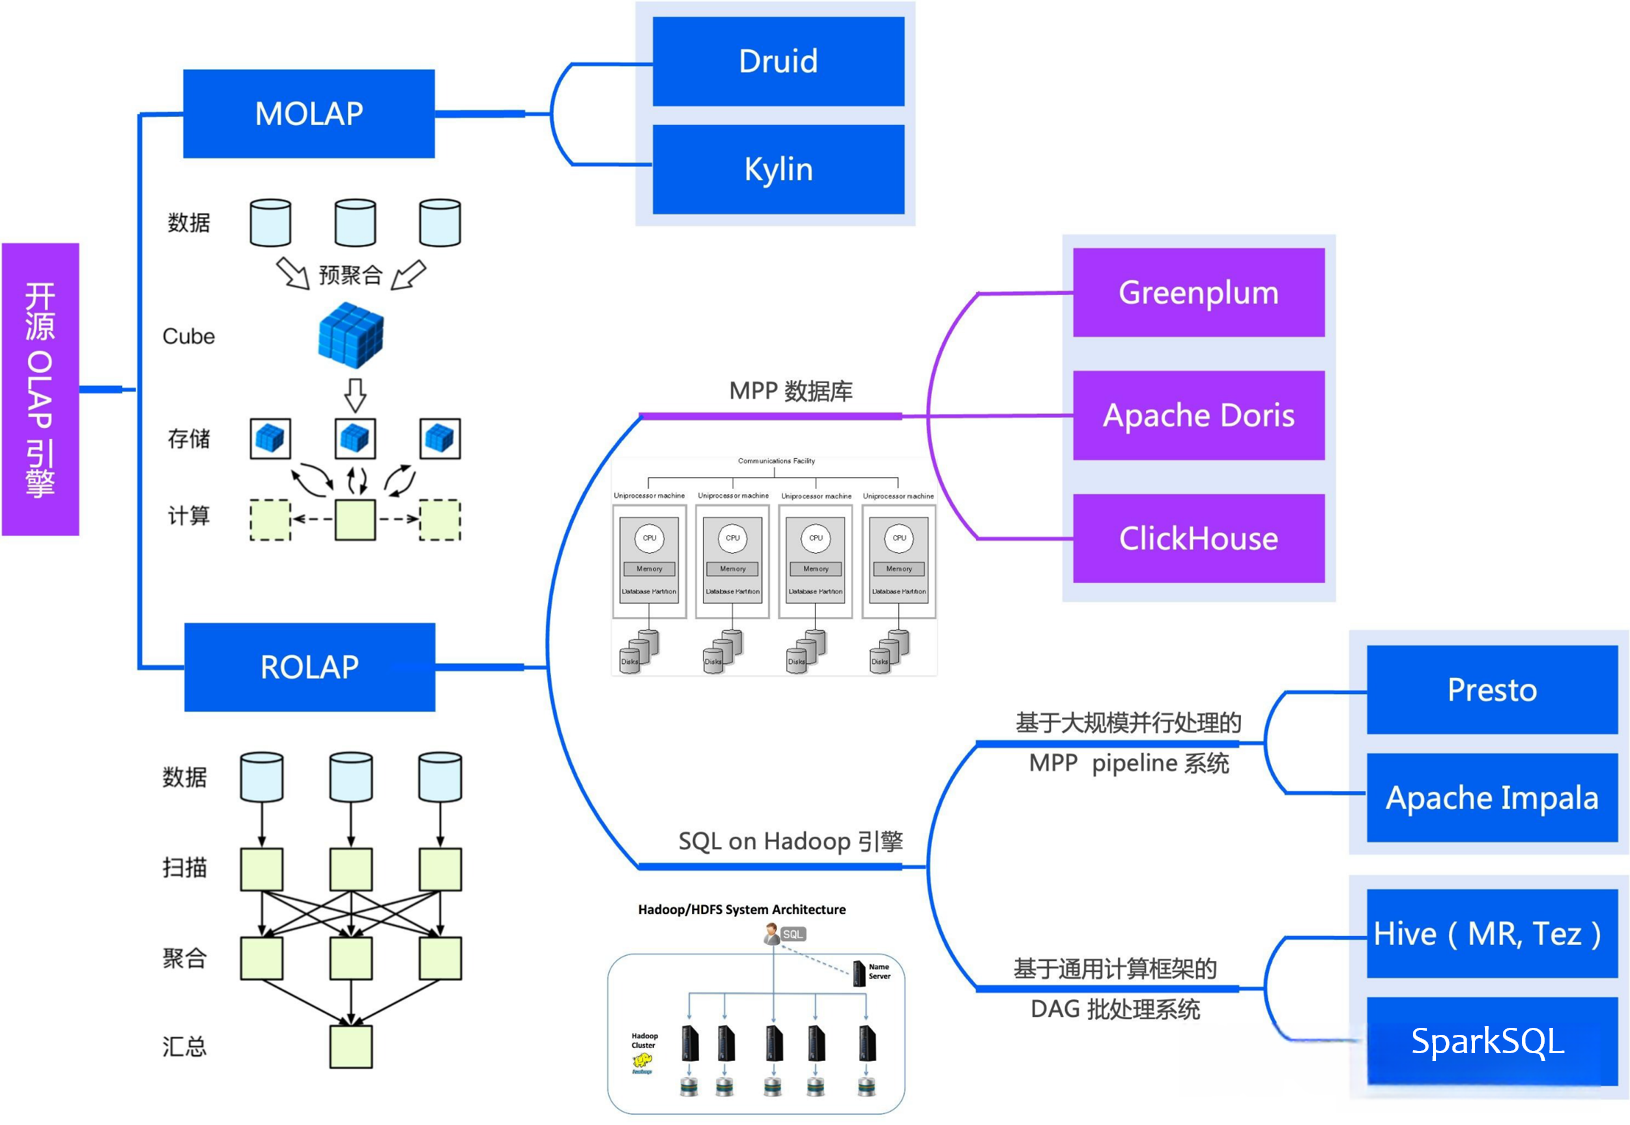 开源 OLAP 引擎
MOLAP
Druid
Kylin
数据
预聚合
Cube
存储
计算
ROLAP
数据
扫描
聚合
汇总
MPP 数据库
Greenplum
Apache Doris
ClickHouse
Communications Facility
Uniprocessor machine Uniprocessor machine Uniprocessor machine Uniprocessor machine
CPU CPU CPU CPU
Memory Memory Memory Memory
Database Partition Database Partition Database Partition Database Partition
Disks Disks Disks Disks
SQL on Hadoop 引擎
基于大规模并行处理的
MPP pipeline 系统
Presto
Apache Impala
基于通用计算框架的
DAG 批处理系统
Hive ( MR, Tez )
SparkSQL
Hadoop/HDFS System Architecture
SQL
Name
Server
Hadoop
Cluster
hadoop